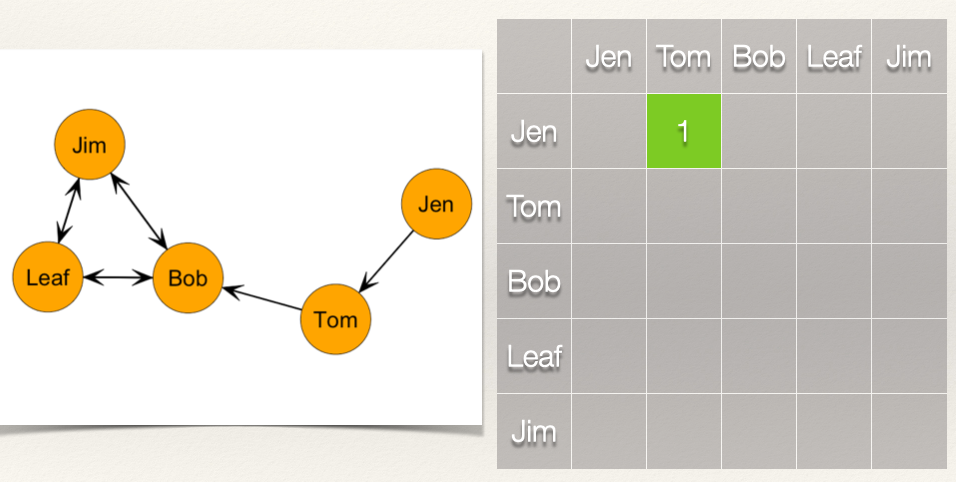 Jim
Jen
Leaf
Bob
Tom
Jen Tom Bob Leaf Jim
Jen 1
Tom
Bob
Leaf
Jim